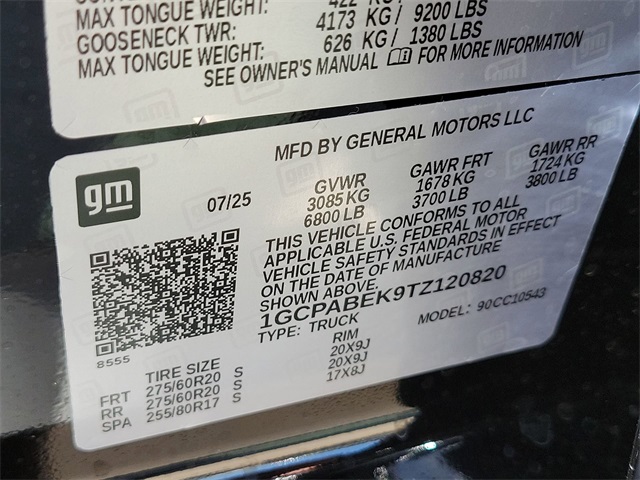 MAX TONGUE WEIGHT: 422
GOOSENECK TWR: 4173 KG / 9200 LBS
MAX TONGUE WEIGHT: 626 KG / 1380 LBS
SEE OWNER'S MANUAL FOR MORE INFORMATION
MFD BY GENERAL MOTORS LLC
gm
07/25
GVWR GAWR FRT GAWR RR
3085 KG 1678 KG 1724 KG
6800 LB 3700 LB 3800 LB
THIS VEHICLE CONFORMS TO ALL
APPLICABLE U.S. FEDERAL MOTOR
VEHICLE SAFETY STANDARDS IN EFFECT
ON THE DATE OF MANUFACTURE
SHOWN ABOVE.
1GCPABEK9TZ120820
TYPE: TRUCK MODEL: 90CC10543
8555
TIRE SIZE RIM
FRT 275/60R20 S 20X9J
RR 275/60R20 S 20X9J
SPA 255/80R17 S 17X8J